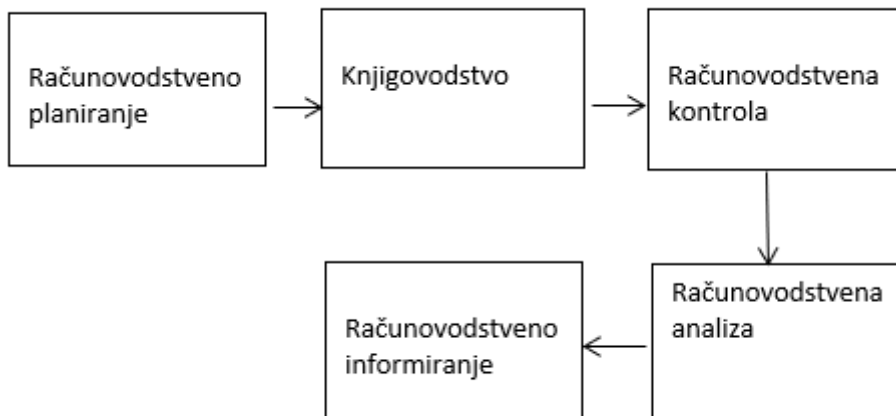 Računovodstveno
planiranje
Knjigovodstvo
Računovodstvena
kontrola
Računovodstvena
analiza
Računovodstveno
informiranje